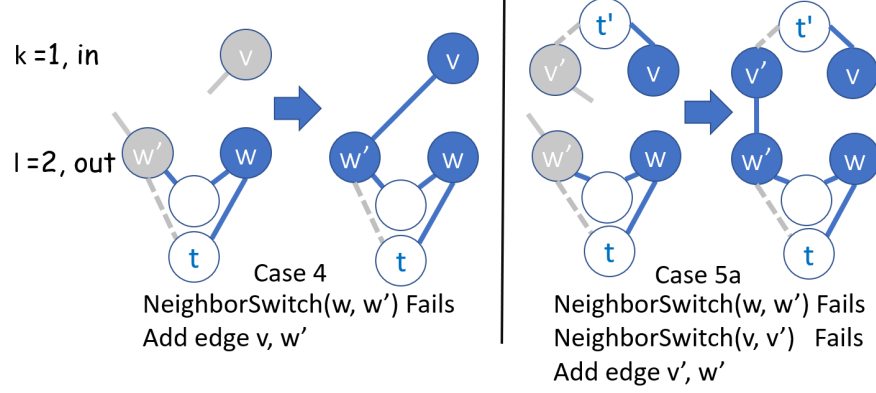 k =1, in
v
l =2, out
w’
w
t
v
w’
w
t
Case 4
NeighborSwitch(w, w’) Fails
Add edge v, w’
t'
v’
v
w’
w
t
t'
v’
v
w’
w
t
Case 5a
NeighborSwitch(w, w’) Fails
NeighborSwitch(v, v’) Fails
Add edge v’, w’